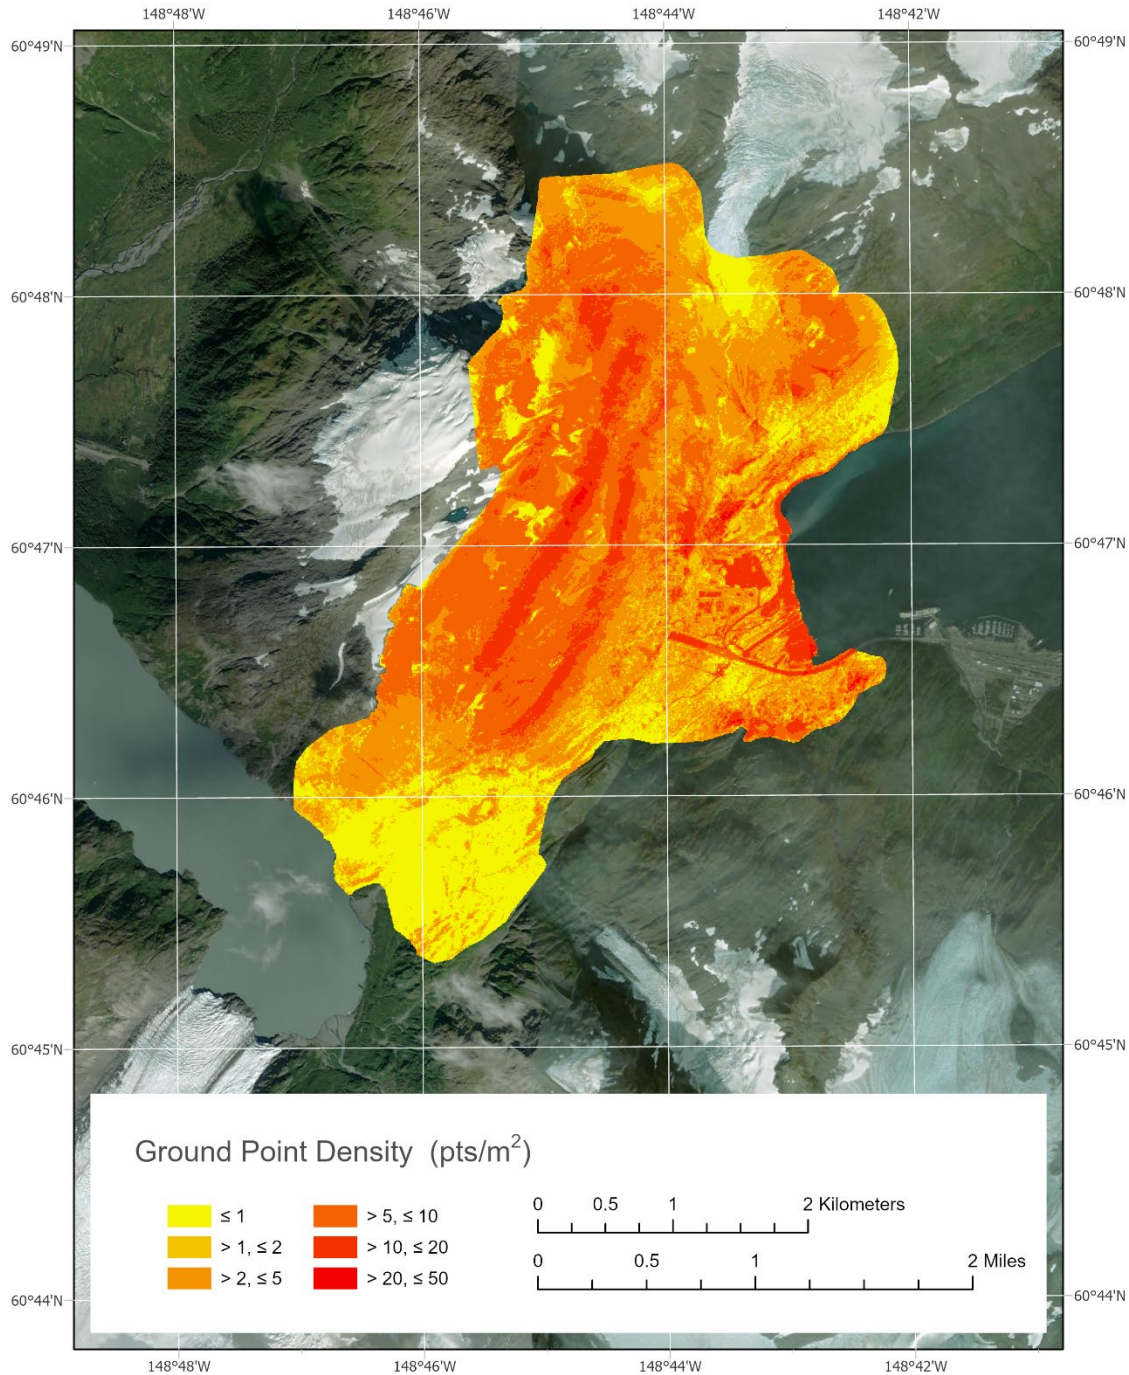 148°48'W 148°46'W 148°44'W 148°42'W
60°49'N 60°49'N
60°48'N 60°48'N
60°47'N 60°47'N
60°46'N 60°46'N
60°45'N 60°45'N
Ground Point Density (pts/m²)
≤ 1 > 5, ≤ 10
> 1, ≤ 2 > 10, ≤ 20
> 2, ≤ 5 > 20, ≤ 50
0 0.5 1 2 Kilometers
0 0.5 1 2 Miles
60°44'N 60°44'N
148°48'W 148°46'W 148°44'W 148°42'W